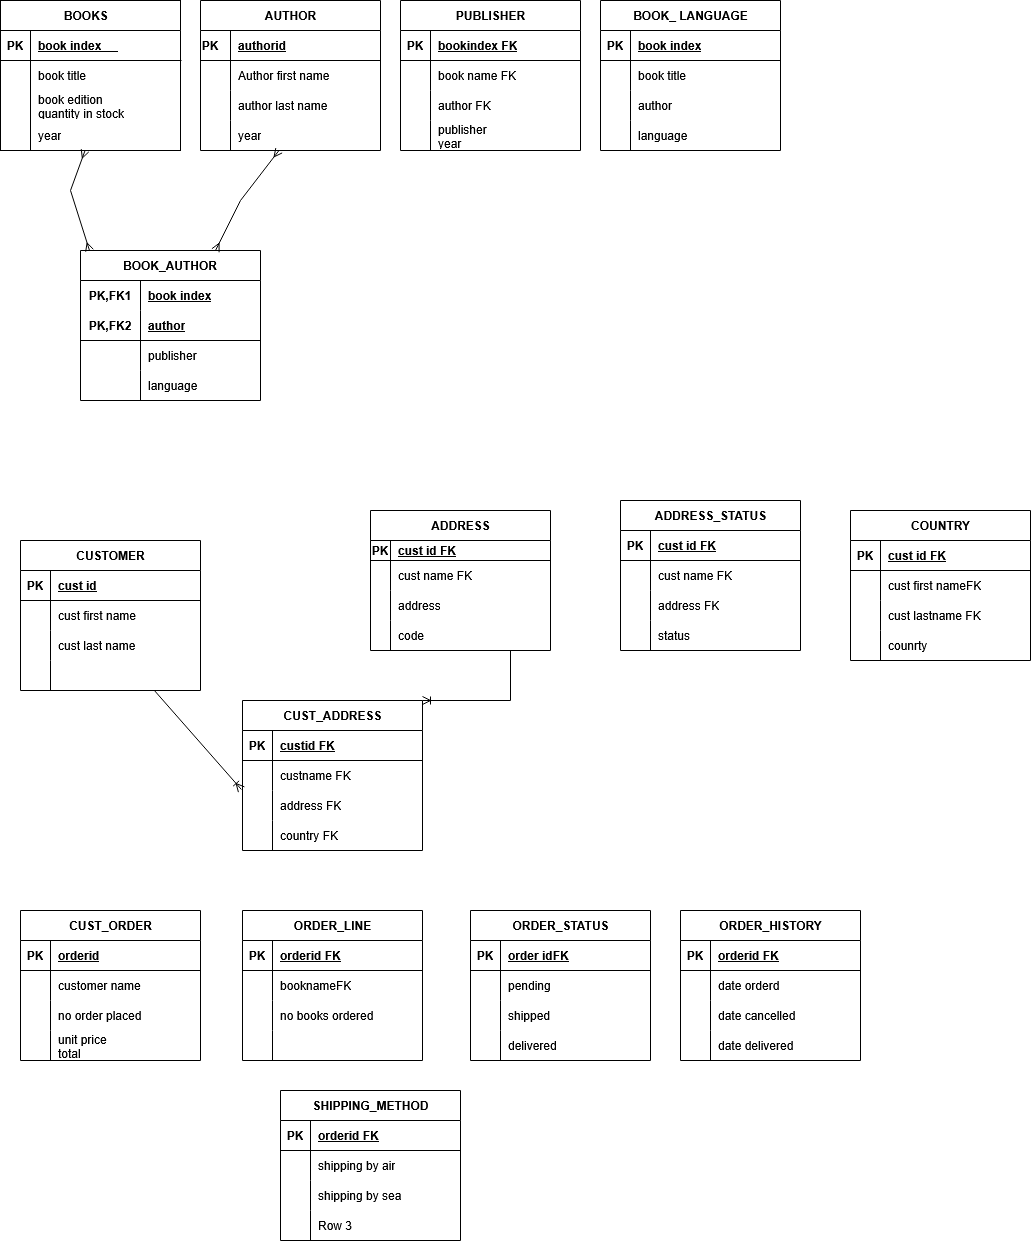 BOOKS
PK book index
book title
book edition
quantity in stock
year
AUTHOR
PK authorid
Author first name
author last name
year
PUBLISHER
PK bookindex FK
book name FK
author FK
publisher
year
BOOK_ LANGUAGE
PK book index
book title
author
language
BOOK_AUTHOR
PK,FK1 book index
PK,FK2 author
publisher
language
CUSTOMER
PK cust id
cust first name
cust last name
ADDRESS
PK cust id FK
cust name FK
address
code
ADDRESS_STATUS
PK cust id FK
cust name FK
address FK
status
COUNTRY
PK cust id FK
cust first nameFK
cust lastname FK
counrty
CUST_ADDRESS
PK custid FK
custname FK
address FK
country FK
CUST_ORDER
PK orderid
customer name
no order placed
unit price
total
ORDER_LINE
PK orderid FK
booknameFK
no books ordered
ORDER_STATUS
PK order idFK
pending
shipped
delivered
ORDER_HISTORY
PK orderid FK
date orderd
date cancelled
date delivered
SHIPPING_METHOD
PK orderid FK
shipping by air
shipping by sea
Row 3